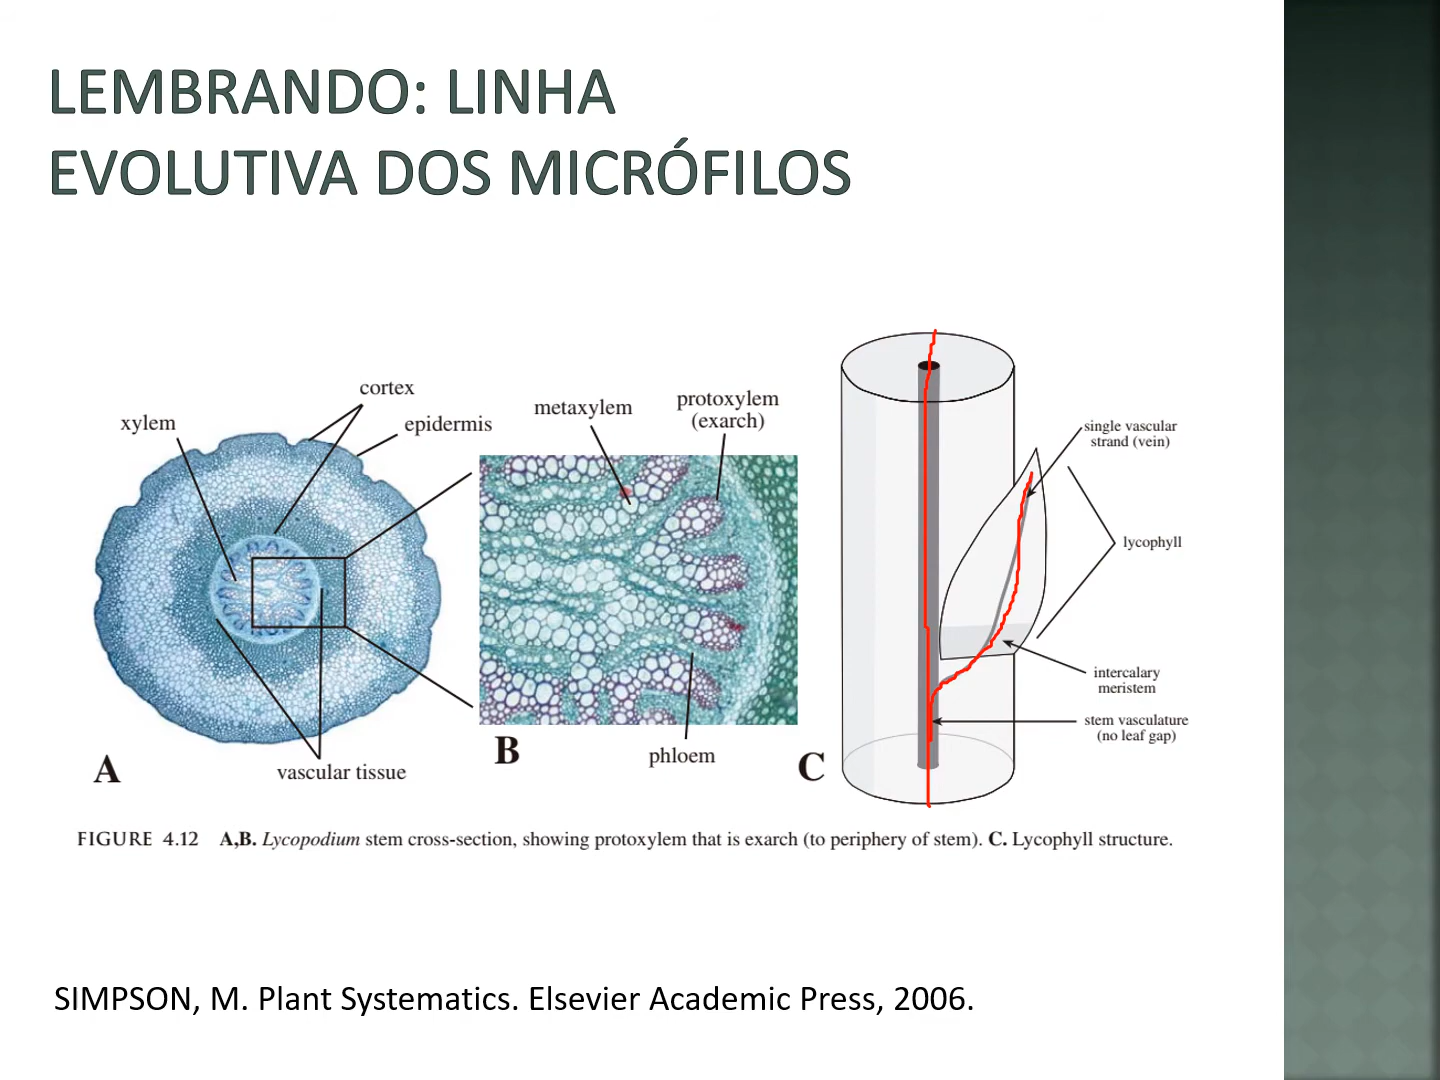 LEMBRANDO: LINHA
EVOLUTIVA DOS MICRÓFILOS
cortex
xylem
epidermis
vascular tissue
A
metaxylem
protoxylem
(exarch)
phloem
B
single vascular
strand (vein)
lycophyll
intercalary
meristem
stem vasculature
(no leaf gap)
C
FIGURE 4.12 A,B. Lycopodium stem cross-section, showing protoxylem that is exarch (to periphery of stem). C. Lycophyll structure.
SIMPSON, M. Plant Systematics. Elsevier Academic Press, 2006.